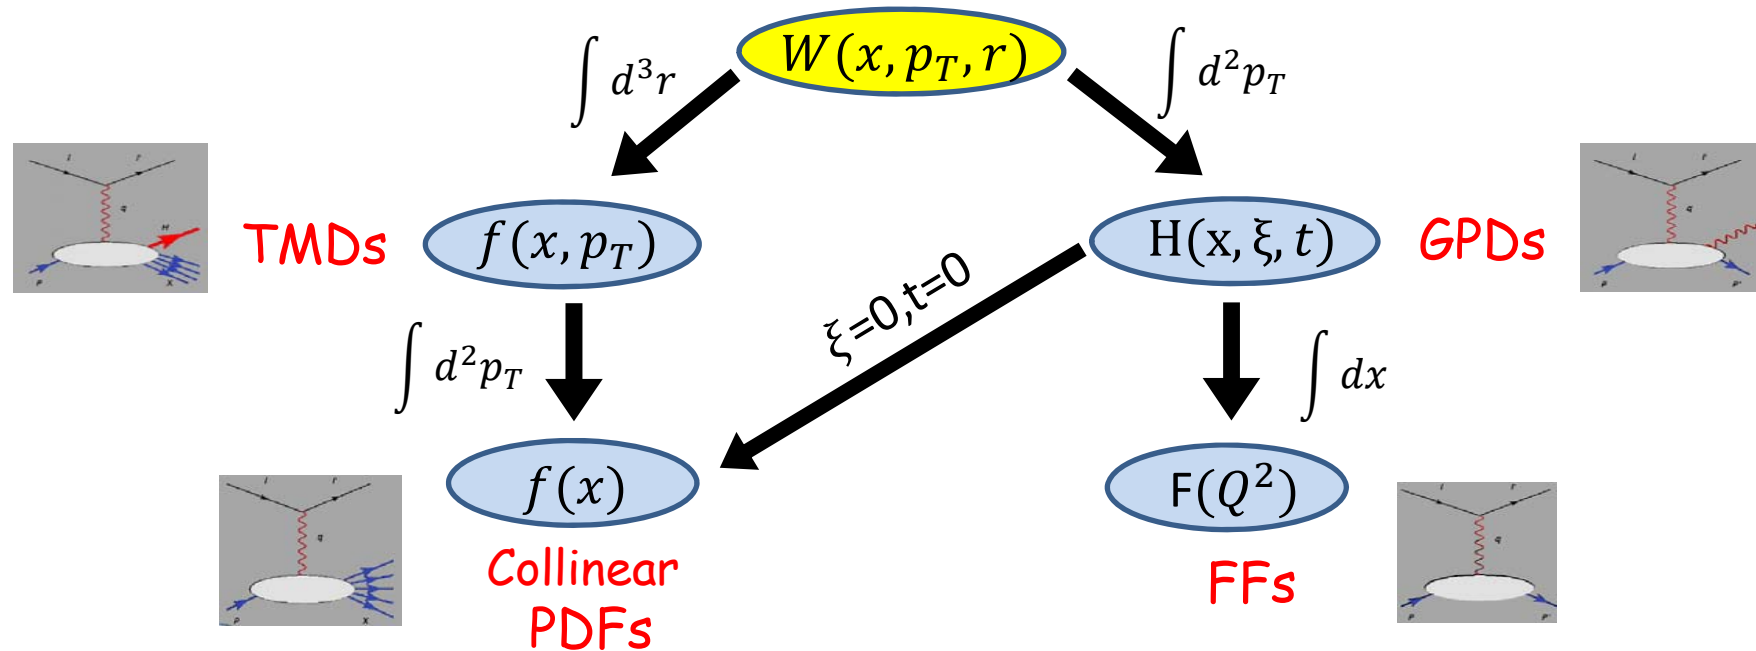 W(x, p_T, r)
∫ d³r
∫ d²p_T
TMDs
f(x, p_T)
H(x, ξ, t)
GPDs
l
l'
q
H
P
X
l
l'
q
P
P'
ξ=0,t=0
∫ d²p_T
∫ dx
f(x)
F(Q²)
Collinear
PDFs
FFs
l
l'
q
P
X
l
l'
q
P
P'